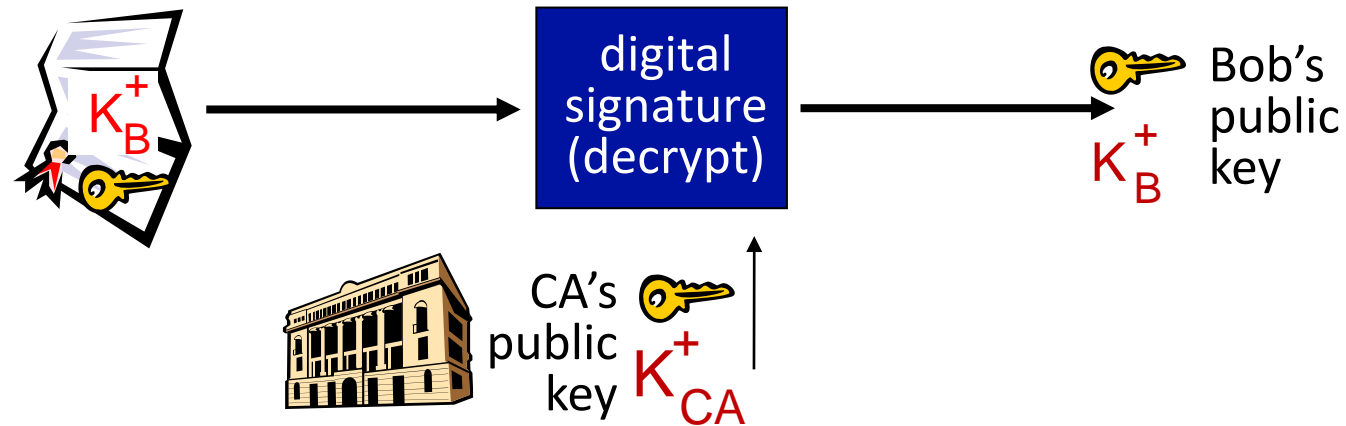 K+B
digital
signature
(decrypt)
K+B
Bob’s
public
key
CA’s
public
key
K+CA